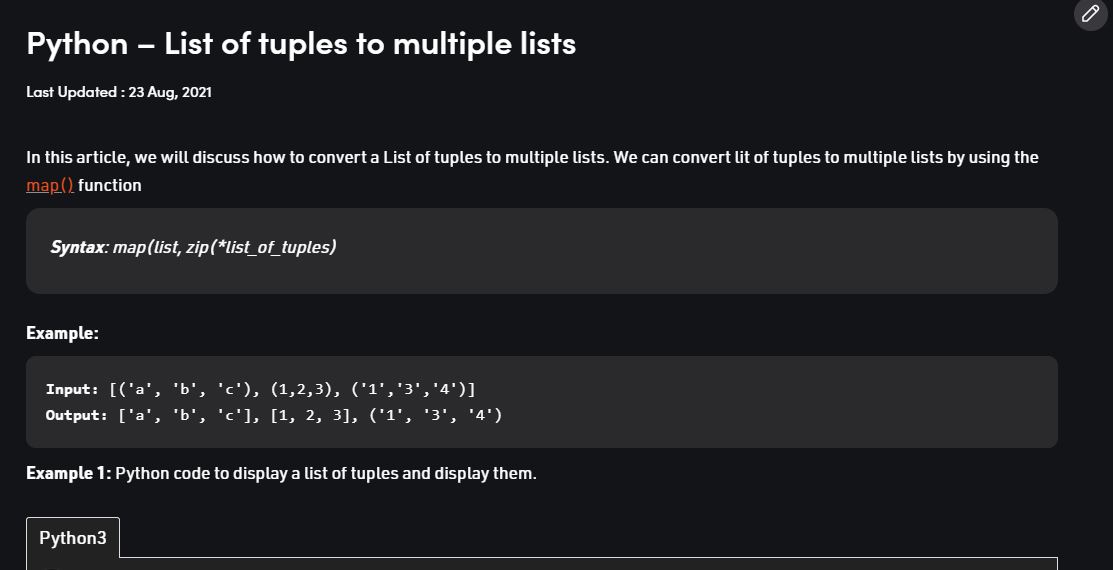 Python – List of tuples to multiple lists
Last Updated : 23 Aug, 2021
In this article, we will discuss how to convert a List of tuples to multiple lists. We can convert lit of tuples to multiple lists by using the
map() function
Syntax: map(list, zip(*list_of_tuples)
Example:
Input: [('a', 'b', 'c'), (1,2,3), ('1','3','4')]
Output: ['a', 'b', 'c'], [1, 2, 3], ('1', '3', '4')
Example 1: Python code to display a list of tuples and display them.
Python3